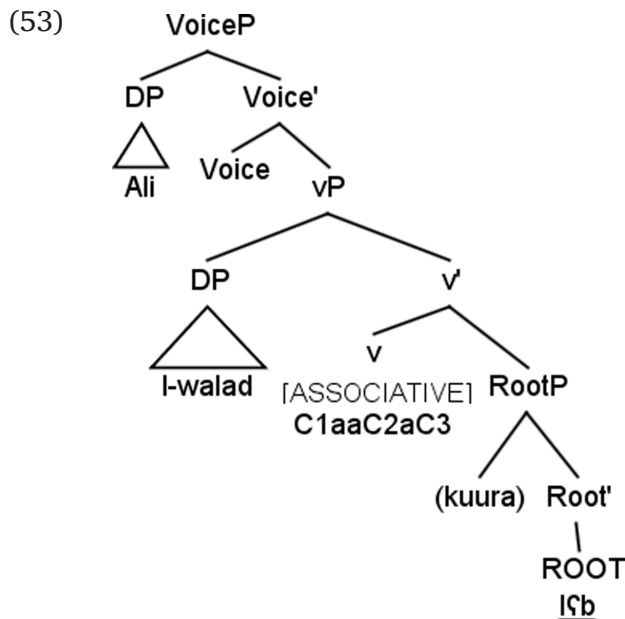 (53)
VoiceP
DP Voice'
Ali
Voice vP
DP v'
l-walad
v
[ASSOCIATIVE] RootP
C1aaC2aC3
(kuura) Root'
ROOT
lʕb